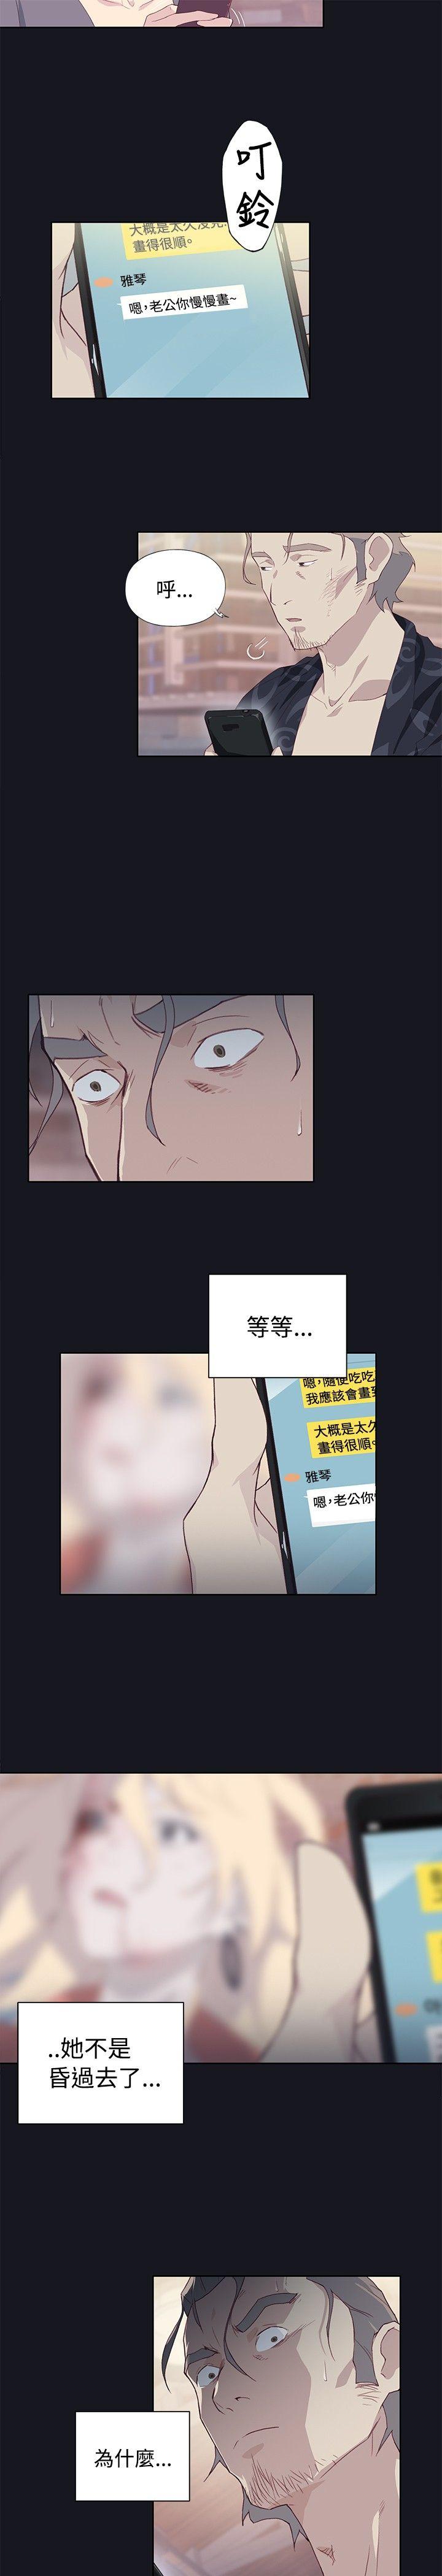 叮
鈴
大概是太久沒見
畫得很順。
雅琴
嗯,老公你慢慢畫~
呼...
等等...
嗯,隨便吃吃
我應該會畫到
大概是太久
畫得很順。
雅琴
嗯,老公你
..她不是
昏過去了...
為什麼...